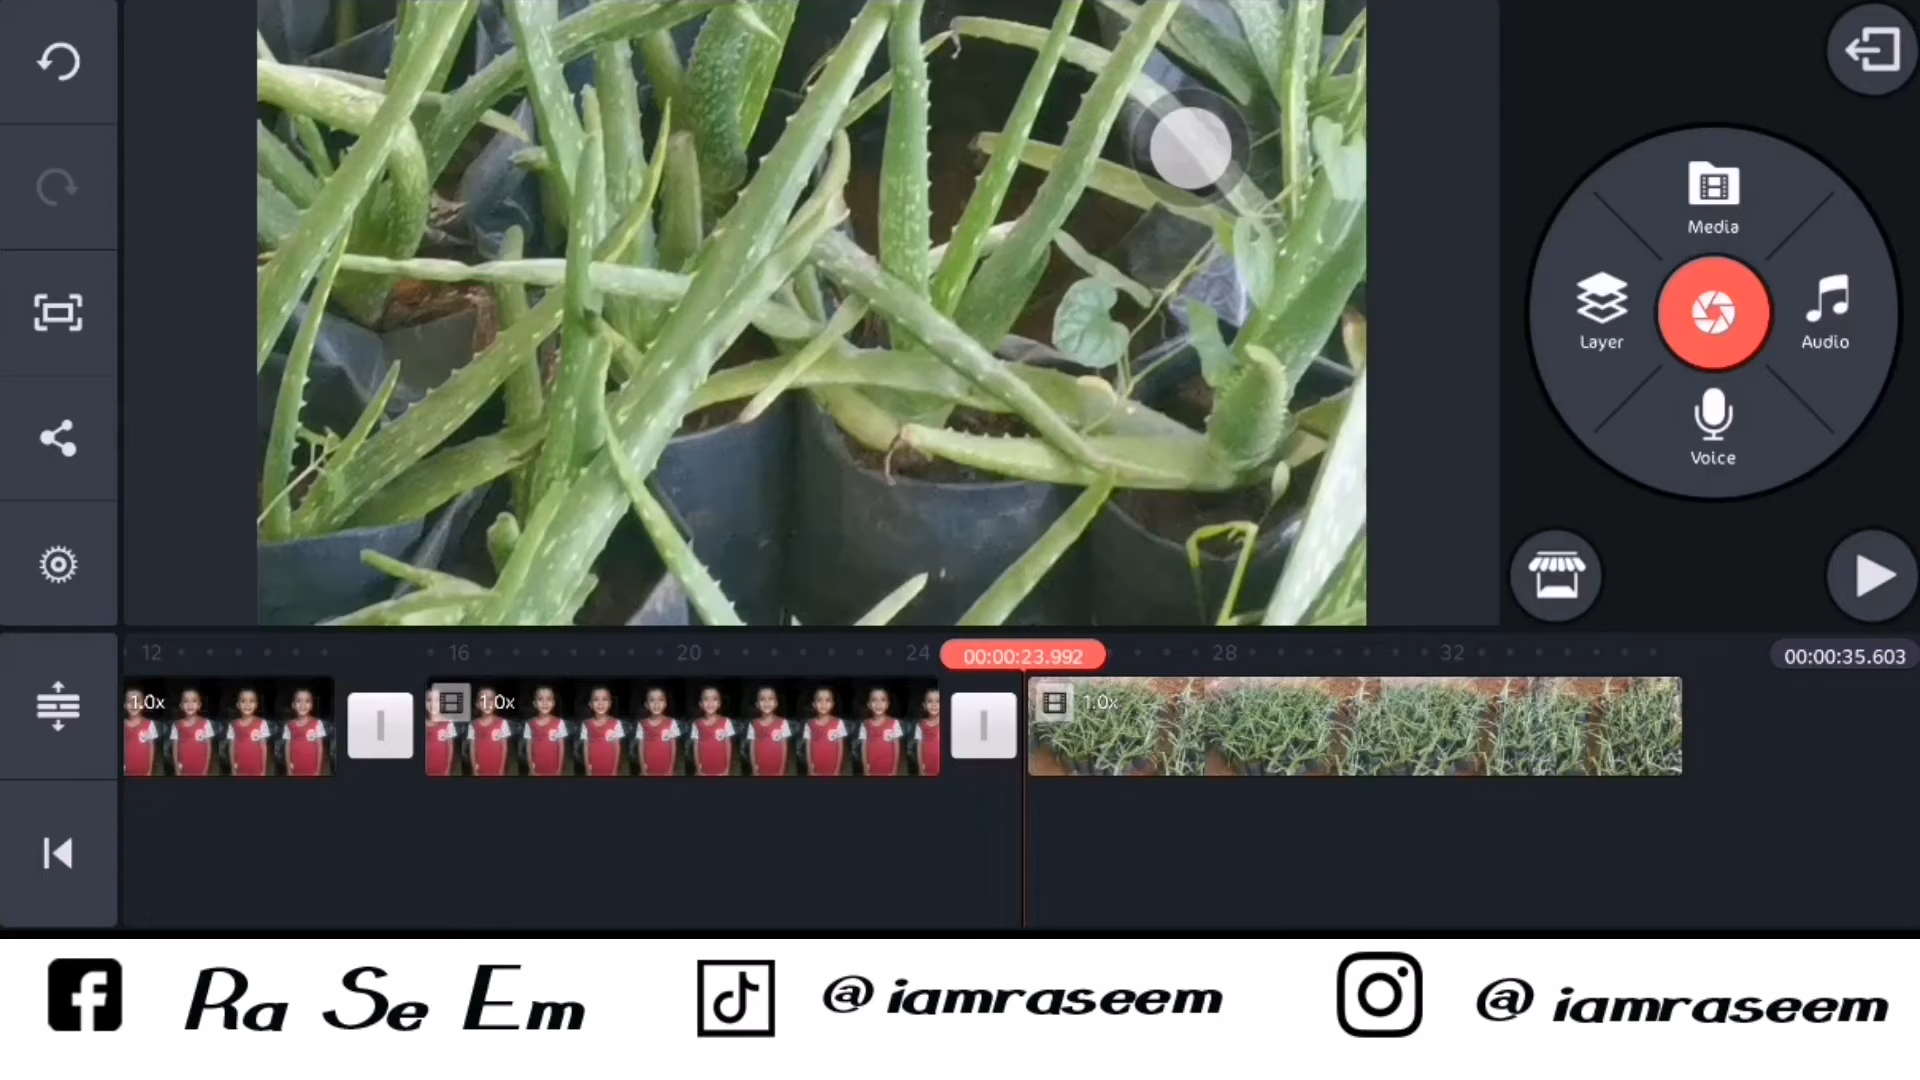 Media
Layer
Audio
Voice
12 16 20 24 00:00:23.992 28 32 00:00:35.603
1.0x 1.0x 1.0x
Ra Se Em @iamraseem @iamraseem